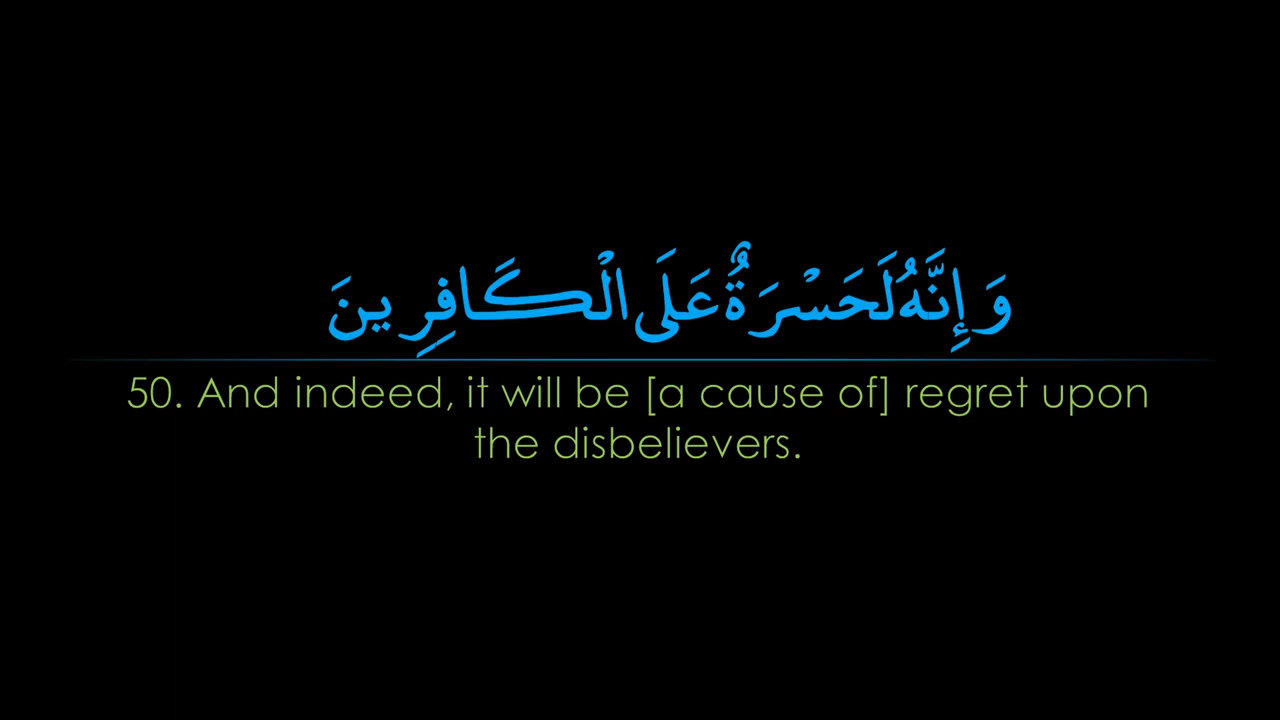 وَإِنَّهُ لَحَسْرَةٌ عَلَى الْكَافِرِينَ
50. And indeed, it will be [a cause of] regret upon
the disbelievers.